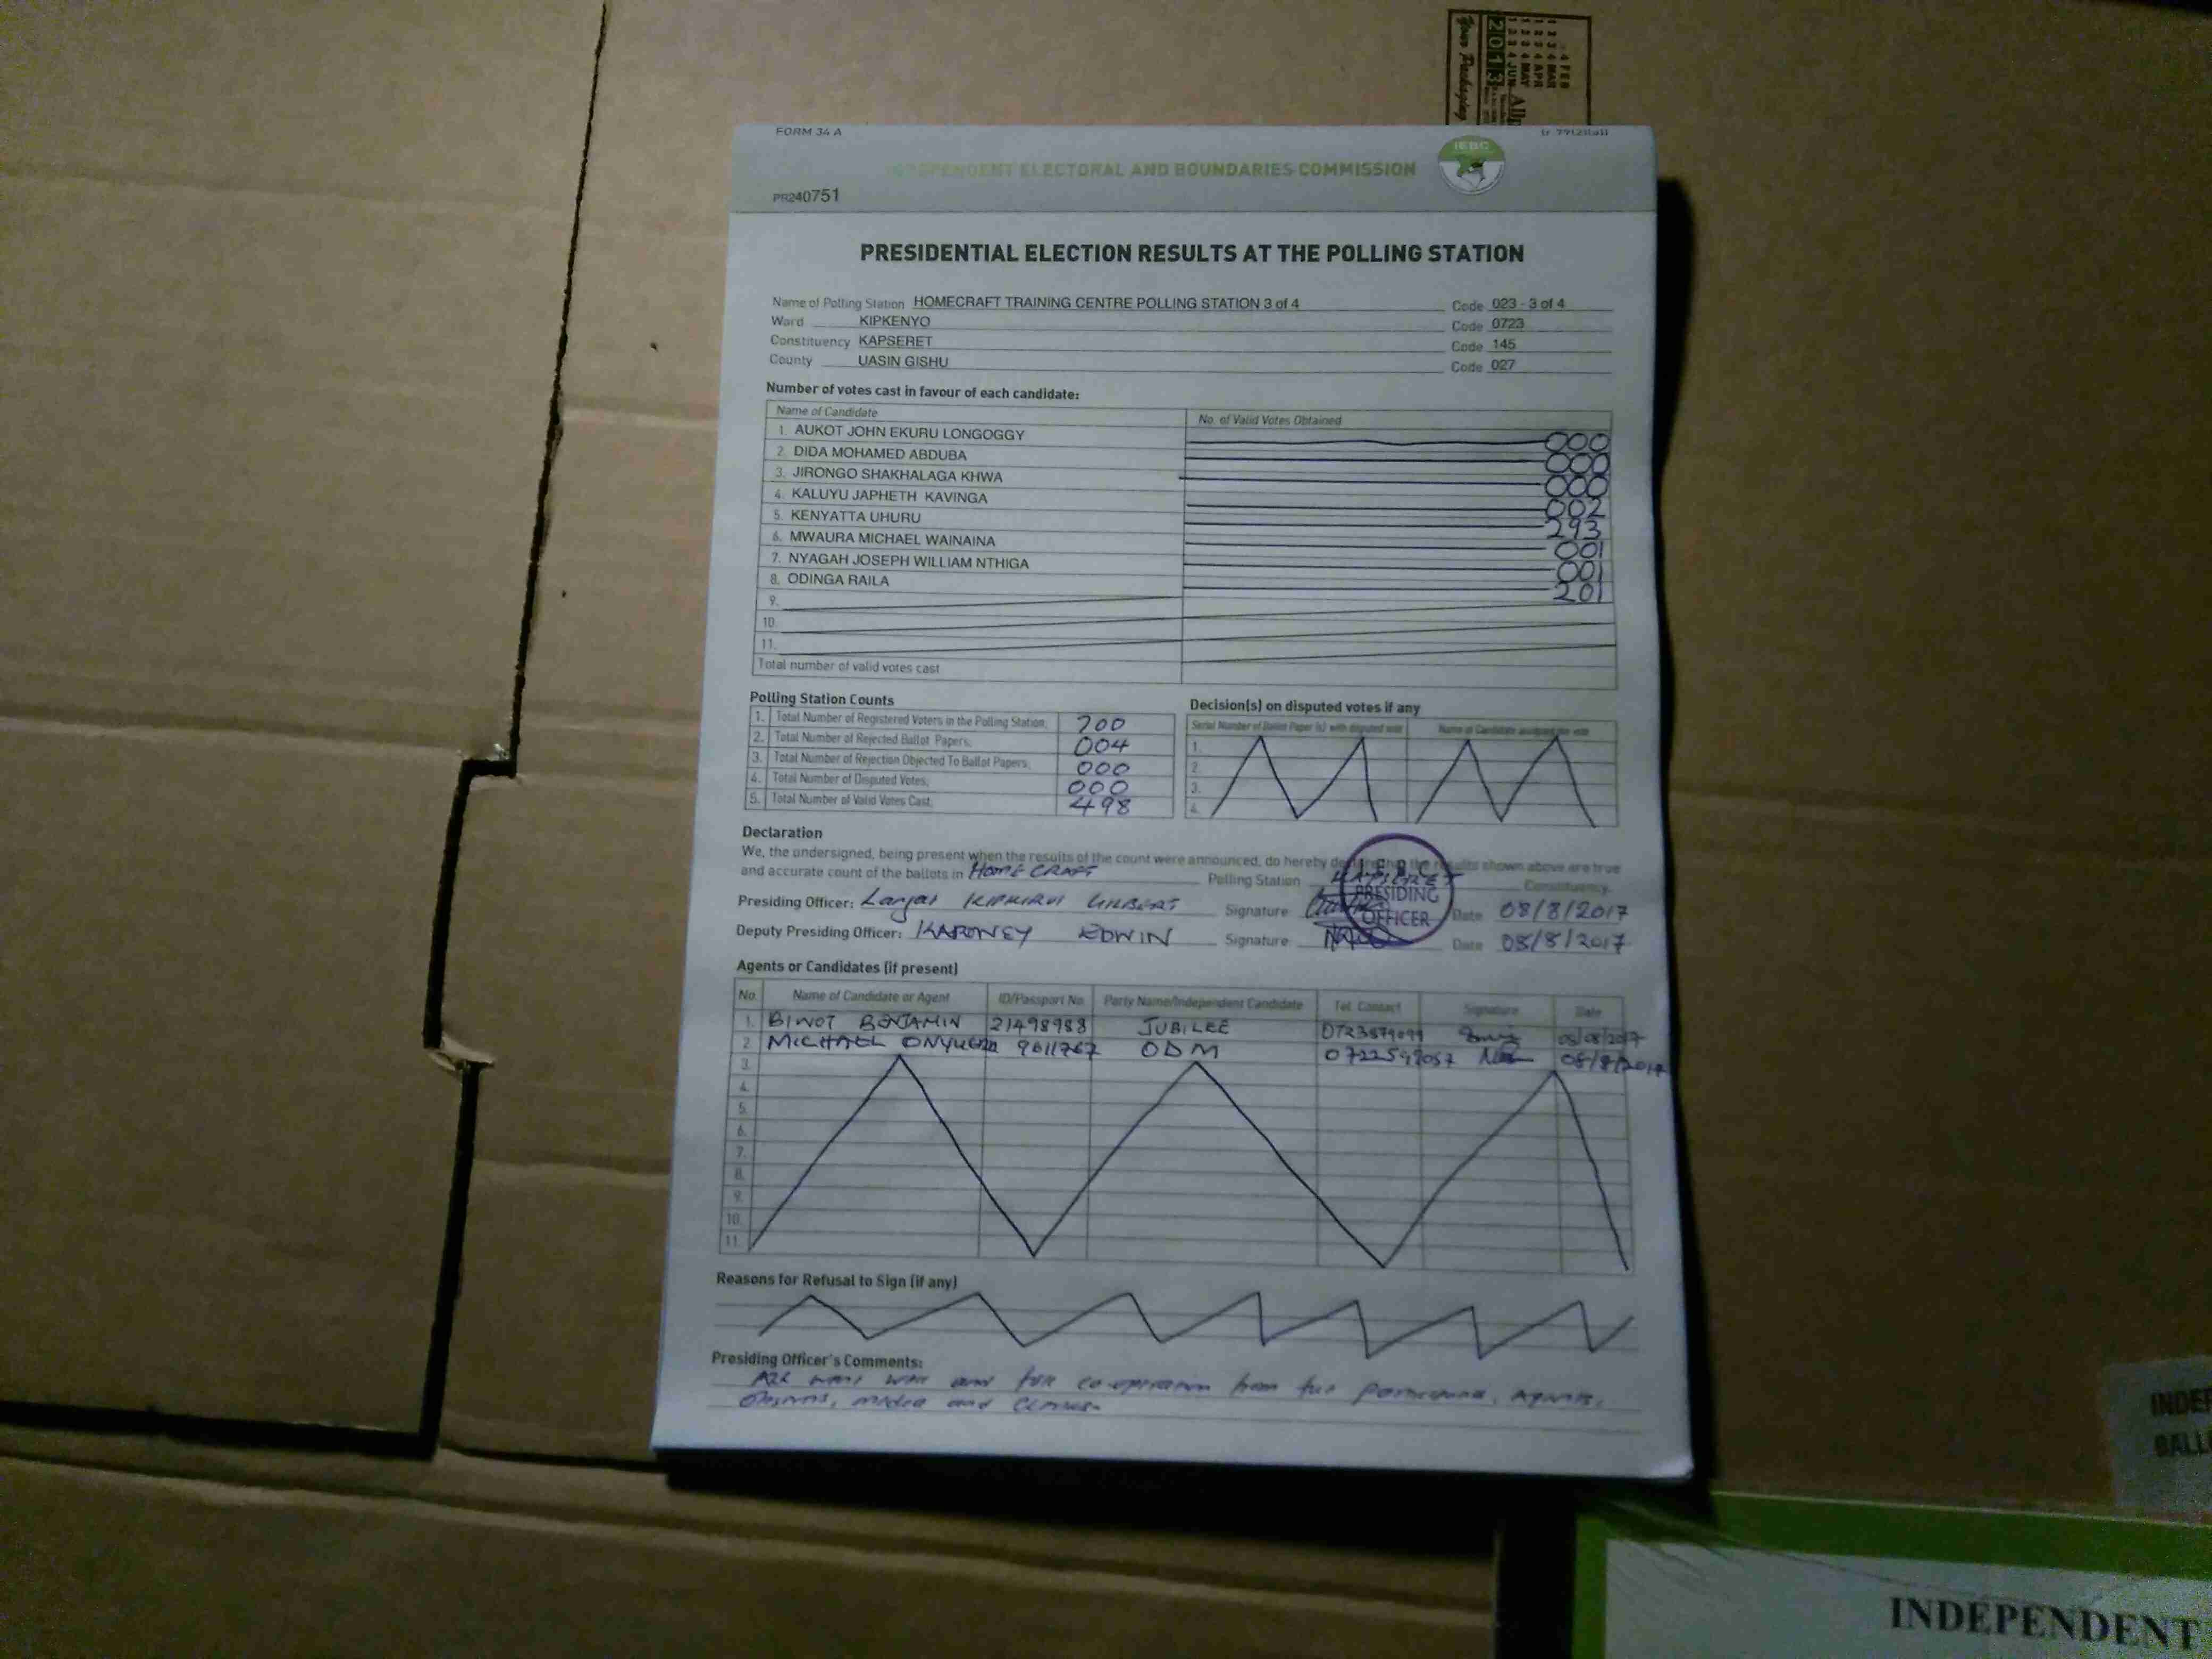 4 FEB
4 MAR
4 APR
4 MAY
4 JUN
2013
Your Packaging
FORM 34 A
INDEPENDENT ELECTORAL AND BOUNDARIES COMMISSION
IEBC
PR240751
PRESIDENTIAL ELECTION RESULTS AT THE POLLING STATION
Name of Polling Station HOMECRAFT TRAINING CENTRE POLLING STATION 3 of 4 Code 023 - 3 of 4
Ward KIPKENYO Code 0723
Constituency KAPSERET Code 145
County UASIN GISHU Code 027
Number of votes cast in favour of each candidate:
Name of Candidate No. of Valid Votes Obtained
1. AUKOT JOHN EKURU LONGOGGY 000
2. DIDA MOHAMED ABDUBA 000
3. JIRONGO SHAKHALAGA KHWA 000
4. KALUYU JAPHETH KAVINGA 002
5. KENYATTA UHURU 293
6. MWAURA MICHAEL WAINAINA 001
7. NYAGAH JOSEPH WILLIAM NTHIGA 001
8. ODINGA RAILA 201
9.
10.
11.
Total number of valid votes cast
Polling Station Counts
1. Total Number of Registered Voters in the Polling Station; 700
2. Total Number of Rejected Ballot Papers; 004
3. Total Number of Rejection Objected To Ballot Papers; 000
4. Total Number of Disputed Votes; 000
5. Total Number of Valid Votes Cast 498
Decision(s) on disputed votes if any
Serial Number of Ballot Paper (s) with disputed vote Name of Candidate assigned the vote
1.
2.
3.
4.
Declaration
We, the undersigned, being present when the results of the count were announced, do hereby declare that the results shown above are true
and accurate count of the ballots in HOMECRAFT Polling Station KAPSERET Constituency.
I.E.B.C PRESIDING OFFICER
Presiding Officer: KIPKIRUI GILBERT Signature Date 08/8/2017
Deputy Presiding Officer: EDWIN Signature Date 08/8/2017
Agents or Candidates (if present)
No. Name of Candidate or Agent ID/Passport No. Party Name/Independent Candidate Tel. Contact Signature Date
1. BIWOT BENJAMIN 21498988 JUBILEE 08/08/2017
2. MICHAEL 9611767 ODM 08/8/2017
3.
4.
5.
6.
7.
8.
9.
10.
11.
Reasons for Refusal to Sign (if any)
Presiding Officer's Comments:
All went well and full co-operation from the Agents,
media and
INDEPENDENT